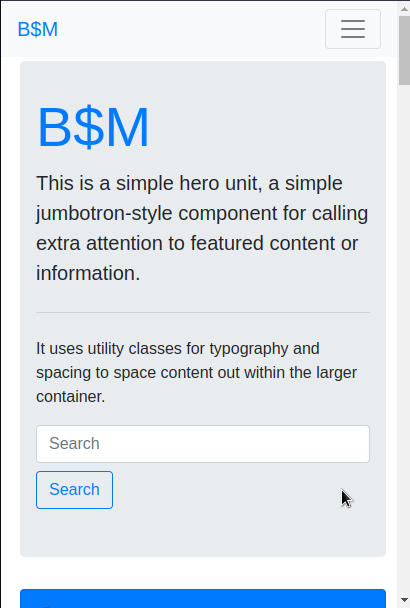 B$M
B$M
This is a simple hero unit, a simple
jumbotron-style component for calling
extra attention to featured content or
information.
It uses utility classes for typography and
spacing to space content out within the larger
container.
Search
Search